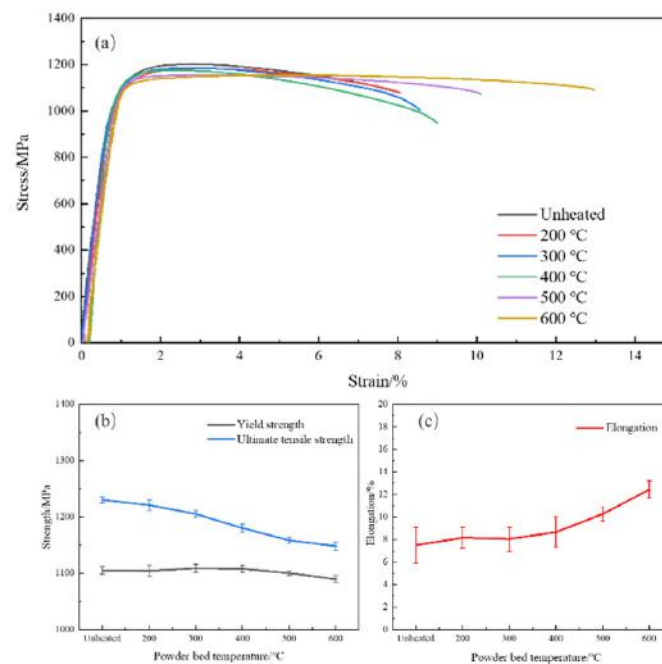 (a)
1400
1200
1000
800
600
400
200
0
Stress/MPa
Unheated
200 °C
300 °C
400 °C
500 °C
600 °C
0 2 4 6 8 10 12 14
Strain/%
(b)
1400
1300
1200
1100
1000
Strength/MPa
Yield strength
Ultimate tensile strength
Unheated 200 300 400 500 600
Powder bed temperature/°C
(c)
20
18
16
14
12
10
8
6
4
2
0
Elongation/%
Elongation
Unheated 200 300 400 500 600
Powder bed temperature/°C